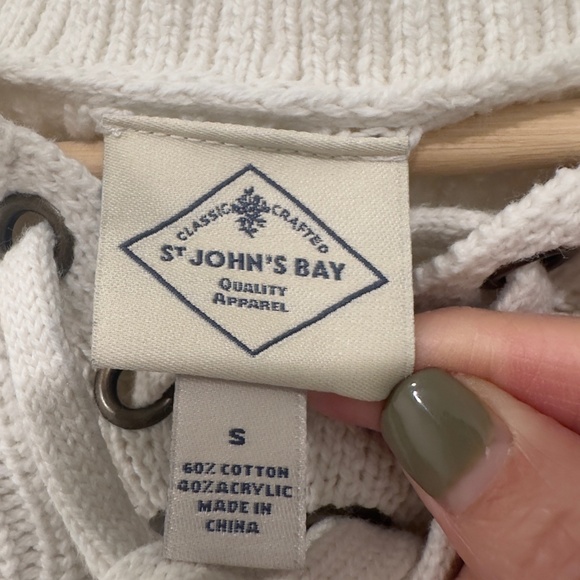 CLASSIC CRAFTED
ST JOHN'S BAY
QUALITY
APPAREL
S
60% COTTON
40% ACRYLIC
MADE IN
CHINA